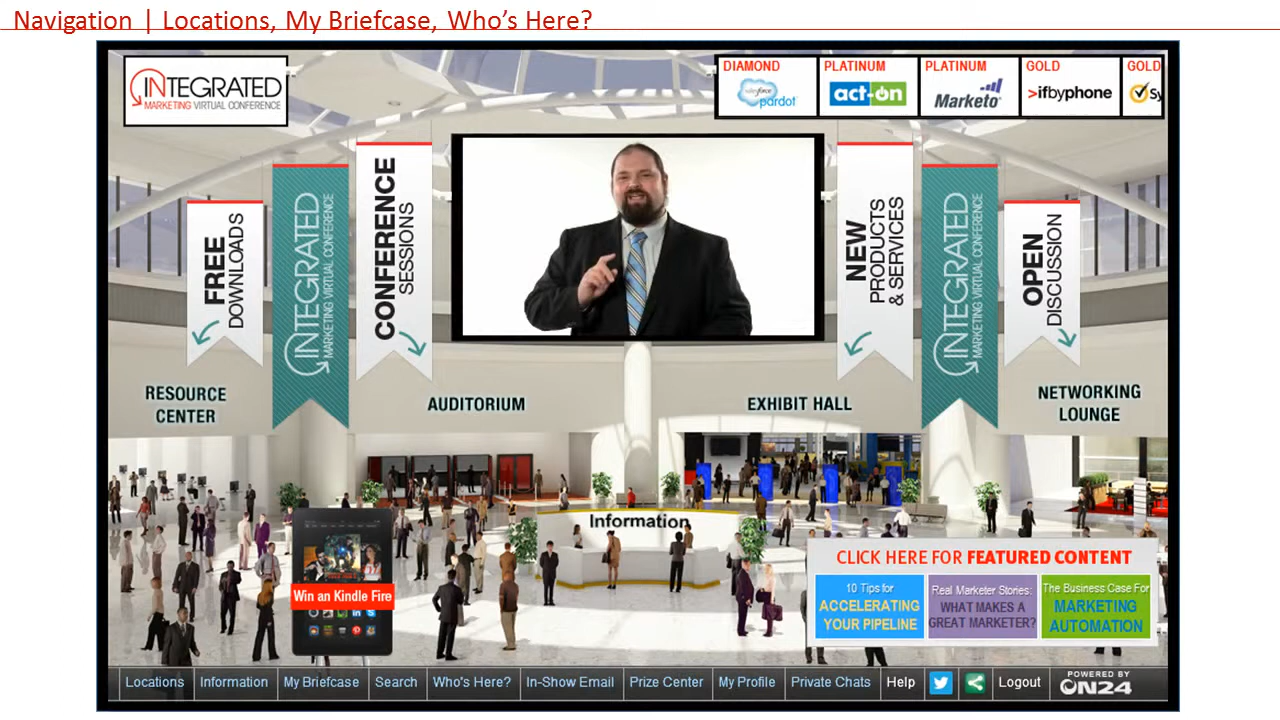 Navigation | Locations, My Briefcase, Who's Here?
INTEGRATED
MARKETING VIRTUAL CONFERENCE
DIAMOND
salesforce
pardot
PLATINUM
act-on
PLATINUM
Marketo
GOLD
>ifbyphone
GOLD
Sy
FREE
DOWNLOADS
INTEGRATED
MARKETING VIRTUAL CONFERENCE
CONFERENCE
SESSIONS
NEW
PRODUCTS
& SERVICES
INTEGRATED
MARKETING VIRTUAL CONFERENCE
OPEN
DISCUSSION
RESOURCE
CENTER
AUDITORIUM
EXHIBIT HALL
NETWORKING
LOUNGE
Information
Win an Kindle Fire
CLICK HERE FOR FEATURED CONTENT
10 Tips for
ACCELERATING
YOUR PIPELINE
Real Marketer Stories:
WHAT MAKES A
GREAT MARKETER?
The Business Case For
MARKETING
AUTOMATION
Locations Information My Briefcase Search Who's Here? In-Show Email Prize Center My Profile Private Chats Help Logout
POWERED BY
ON24